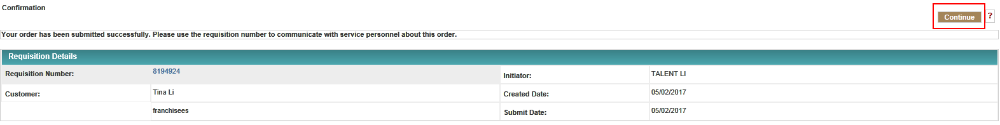 Confirmation
Continue ?
Your order has been submitted successfully. Please use the requisition number to communicate with service personnel about this order.
Requisition Details
Requisition Number: 8194924 Initiator: TALENT LI
Customer: Tina Li Created Date: 05/02/2017
franchisees Submit Date: 05/02/2017